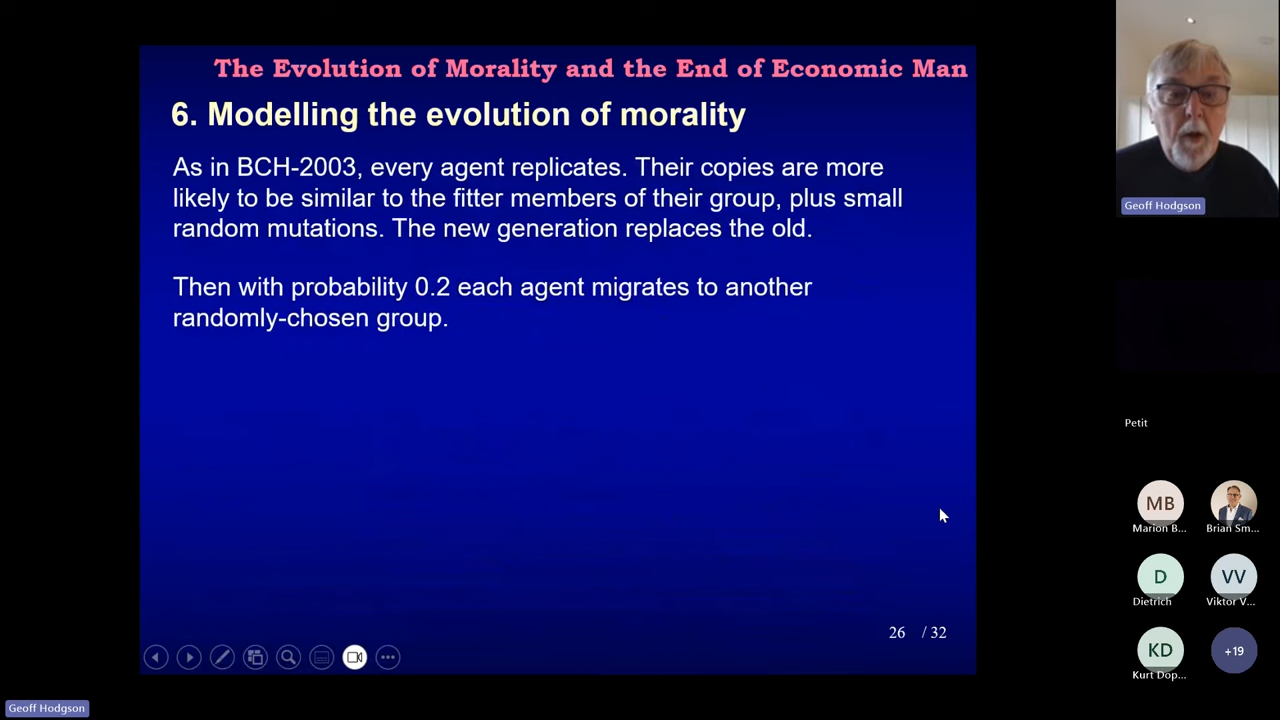 The Evolution of Morality and the End of Economic Man
6. Modelling the evolution of morality
As in BCH-2003, every agent replicates. Their copies are more
likely to be similar to the fitter members of their group, plus small
random mutations. The new generation replaces the old.
Then with probability 0.2 each agent migrates to another
randomly-chosen group.
26 / 32
Geoff Hodgson
Petit
MB
Marion B...
Brian Sm...
D
Dietrich
VV
Viktor V...
KD
Kurt Dop...
+19
Geoff Hodgson